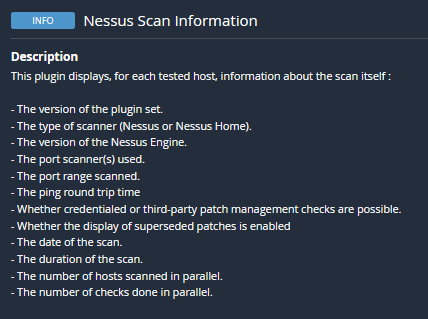 INFO Nessus Scan Information
Description
This plugin displays, for each tested host, information about the scan itself :
- The version of the plugin set.
- The type of scanner (Nessus or Nessus Home).
- The version of the Nessus Engine.
- The port scanner(s) used.
- The port range scanned.
- The ping round trip time
- Whether credentialed or third-party patch management checks are possible.
- Whether the display of superseded patches is enabled
- The date of the scan.
- The duration of the scan.
- The number of hosts scanned in parallel.
- The number of checks done in parallel.